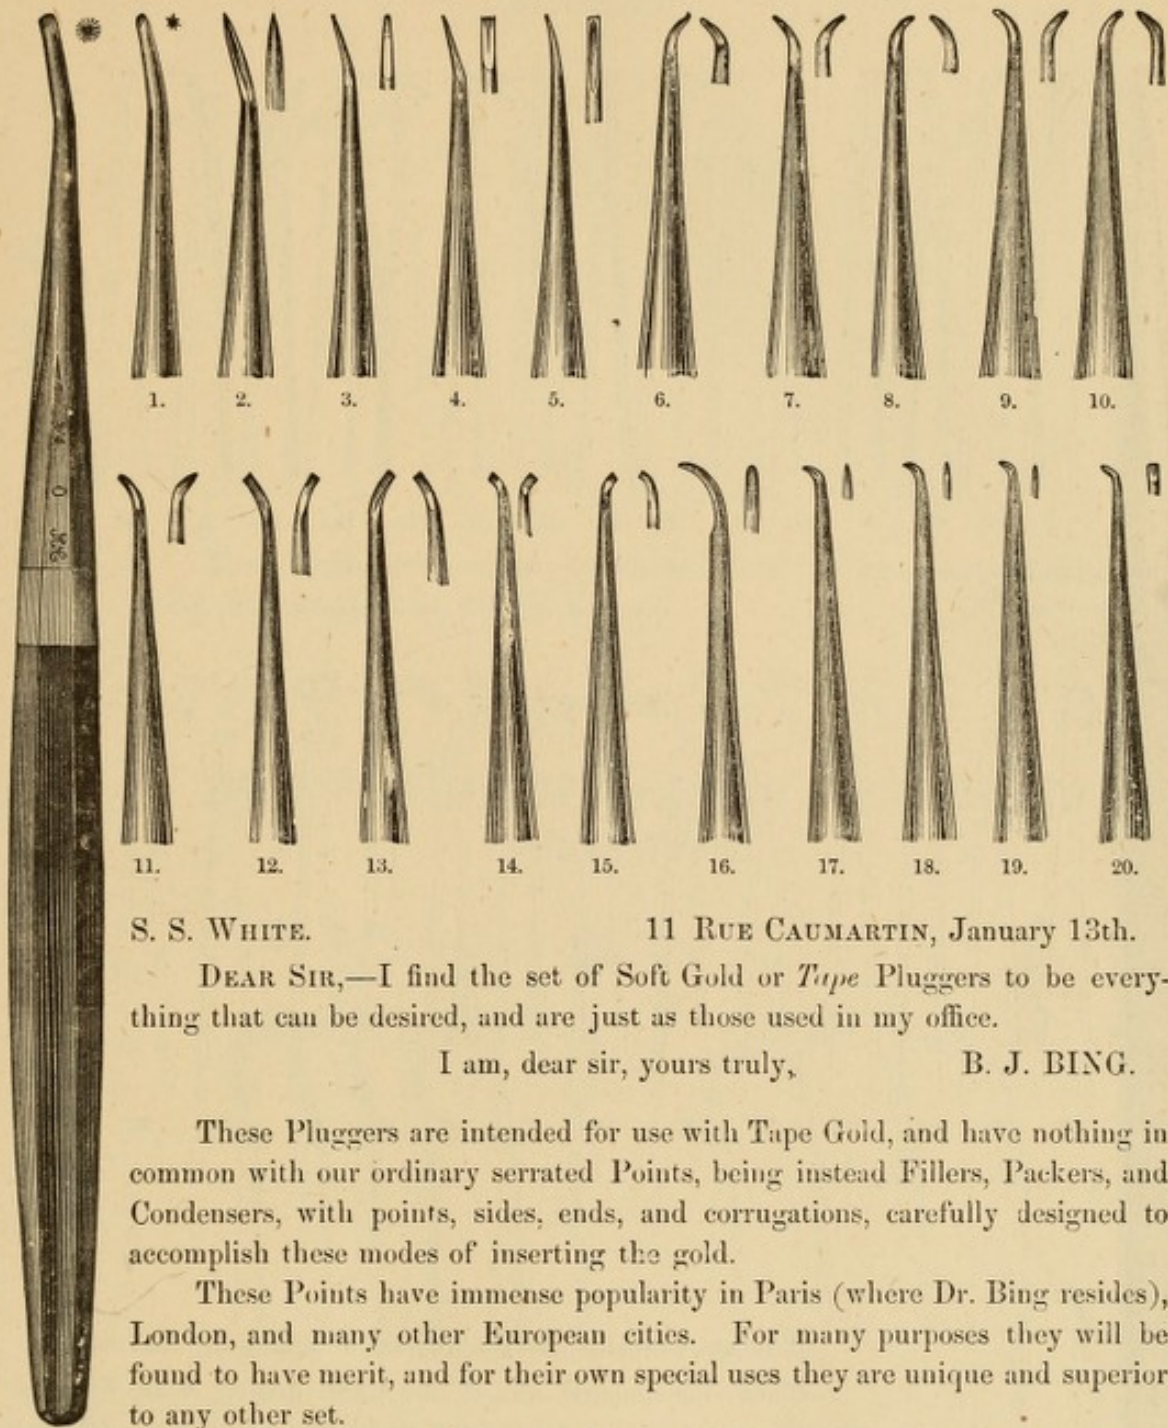 1. 2. 3. 4. 5. 6. 7. 8. 9. 10.
11. 12. 13. 14. 15. 16. 17. 18. 19. 20.
S. S. WHITE. 11 RUE CAUMARTIN, January 13th.
DEAR SIR,—I find the set of Soft Gold or Tape Pluggers to be every-
thing that can be desired, and are just as those used in my office.
I am, dear sir, yours truly, B. J. BING.
These Pluggers are intended for use with Tape Gold, and have nothing in
common with our ordinary serrated Points, being instead Fillers, Packers, and
Condensers, with points, sides, ends, and corrugations, carefully designed to
accomplish these modes of inserting the gold.
These Points have immense popularity in Paris (where Dr. Bing resides),
London, and many other European cities. For many purposes they will be
found to have merit, and for their own special uses they are unique and superior
to any other set.